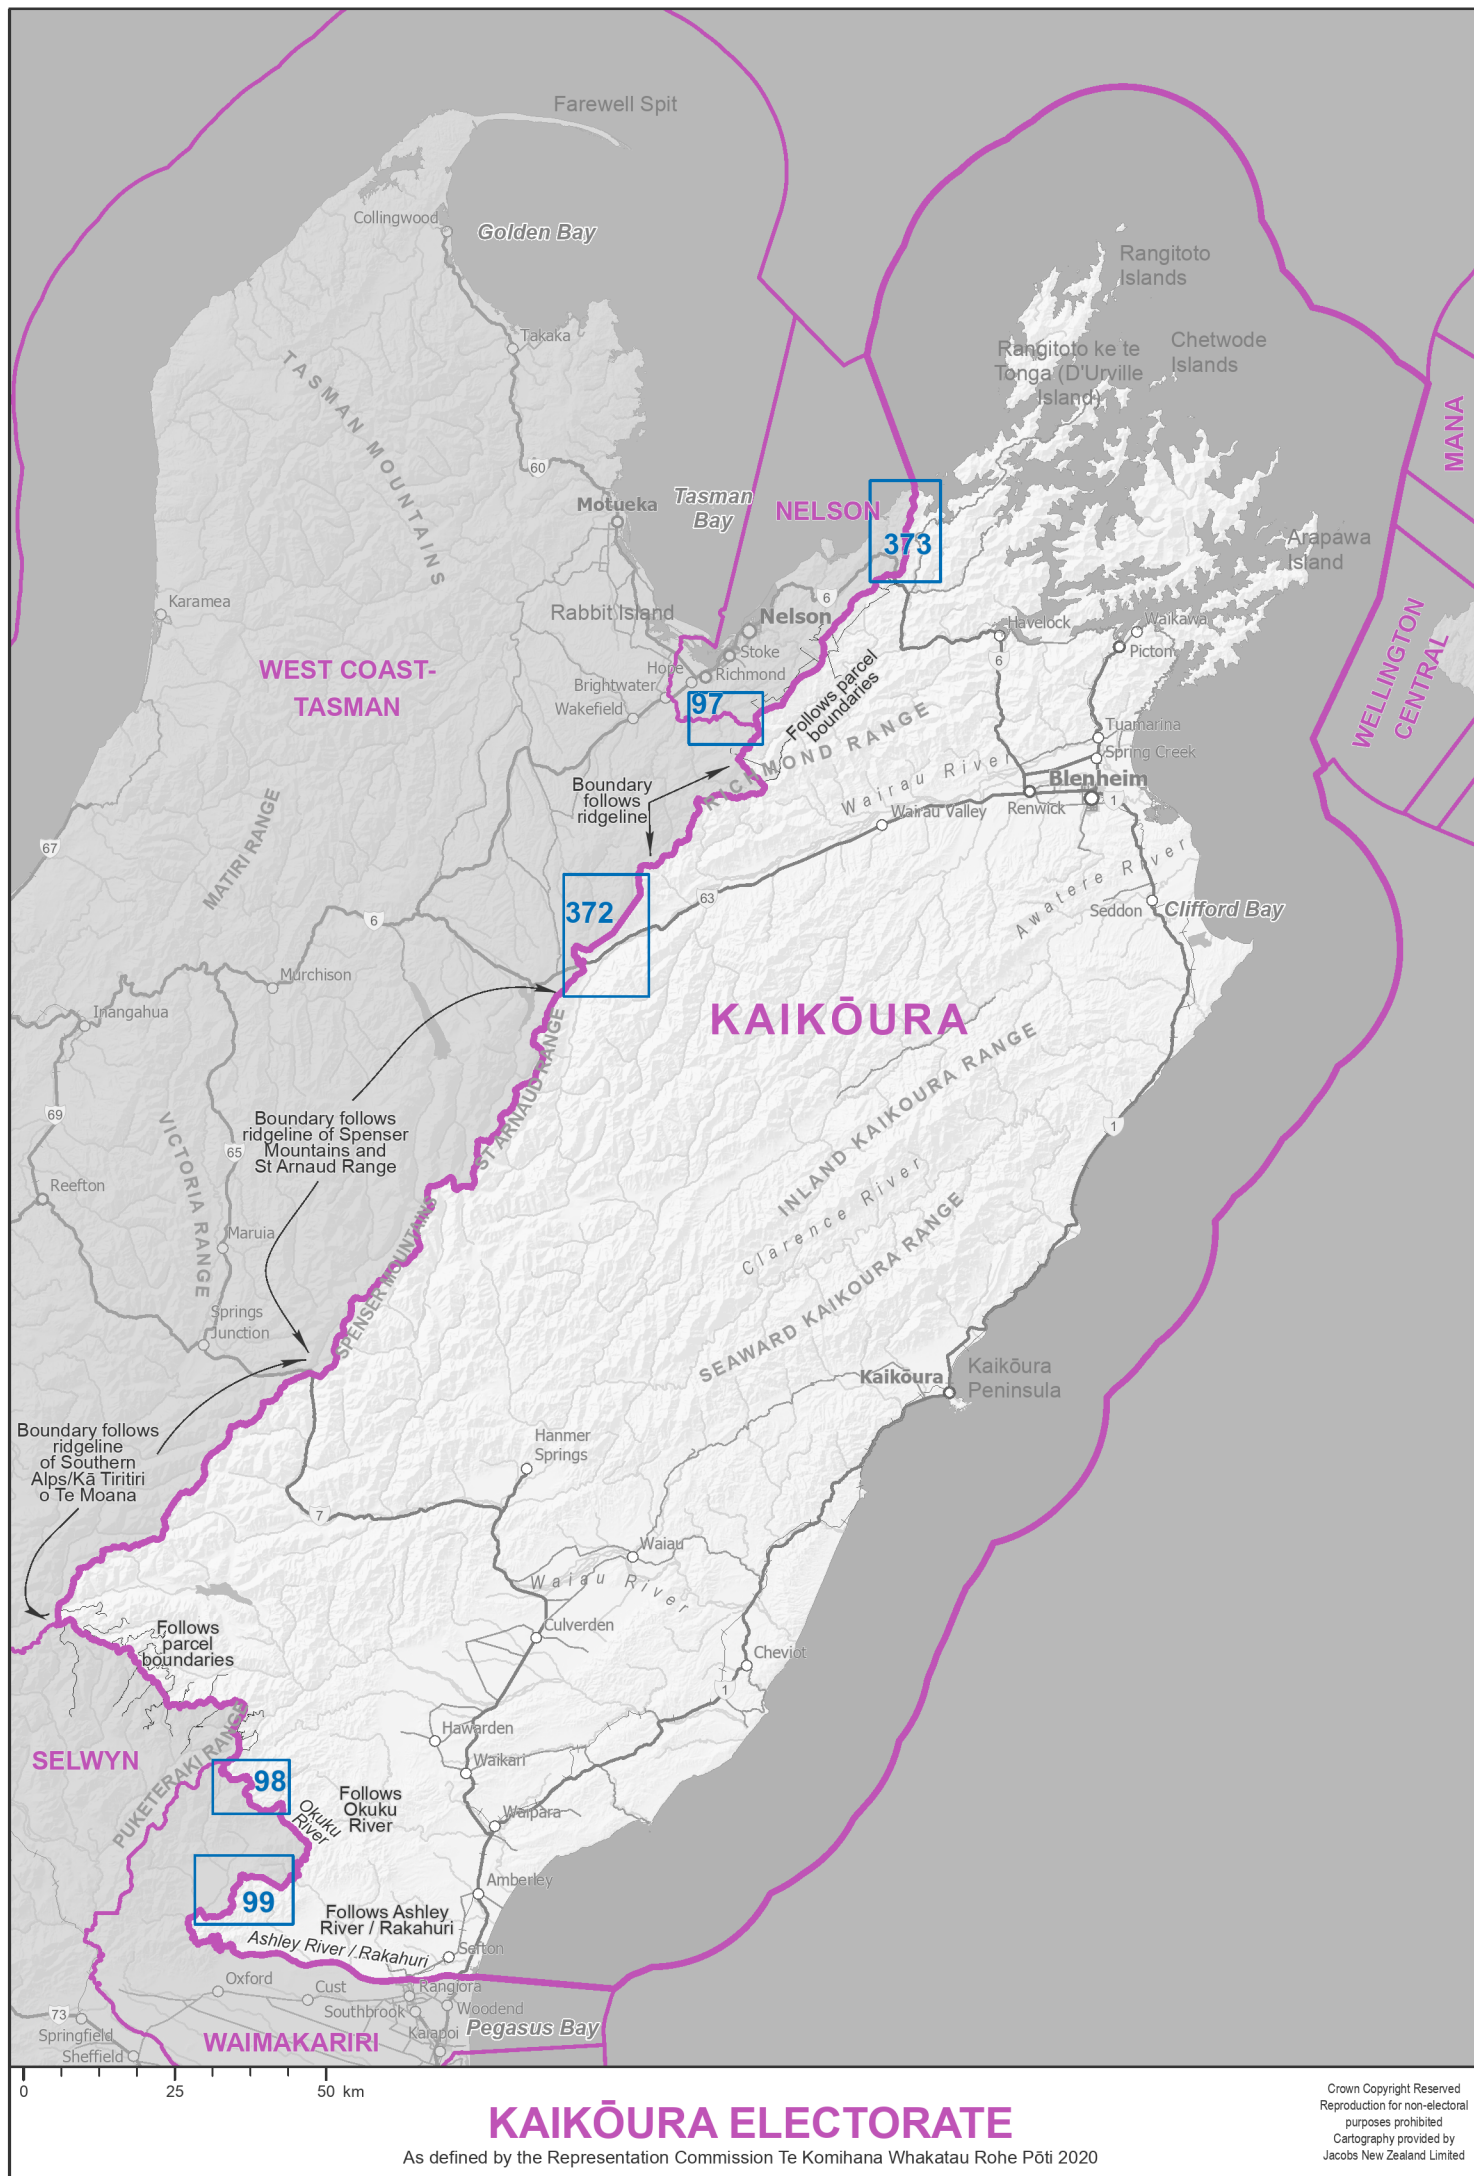 Farewell Spit
Collingwood
Golden Bay
Rangitoto
Islands
Takaka
Chetwode
Islands
Rangitoto ke te
Tonga (D'Urville
Island)
TASMAN MOUNTAINS
MANA
60
Motueka
Tasman
Bay
NELSON
373
Arapawa
Island
Karamea
Rabbit Island
6
Nelson
Havelock
Waikawa
Picton
Stoke
Hope
Richmond
Brightwater
Wakefield
97
6
WEST COAST-
TASMAN
WELLINGTON
CENTRAL
Follows parcel
boundaries
RICHMOND RANGE
Tuamarina
Spring Creek
Wairau River
Blenheim
1
Renwick
Wairau Valley
Boundary
follows
ridgeline
MATIRI RANGE
67
Awatere River
63
372
6
Seddon
Clifford Bay
Murchison
Inangahua
KAIKŌURA
ST ARNAUD RANGE
INLAND KAIKOURA RANGE
69
Boundary follows
ridgeline of Spenser
Mountains and
St Arnaud Range
1
VICTORIA RANGE
65
Reefton
Clarence River
Maruia
SPENSER MOUNTAINS
SEAWARD KAIKOURA RANGE
Springs
Junction
Kaikōura
Kaikōura
Peninsula
Boundary follows
ridgeline
of Southern
Alps/Kā Tiritiri
o Te Moana
Hanmer
Springs
7
Waiau
Waiau River
Follows
parcel
boundaries
Culverden
Cheviot
1
Hawarden
SELWYN
PUKETERAKI RANGE
Waikari
98
Follows
Okuku
River
Okuku
River
Waipara
99
Amberley
Follows Ashley
River / Rakahuri
Ashley River / Rakahuri
Sefton
Oxford
Cust
Rangiora
Southbrook
Woodend
73
Springfield
Sheffield
WAIMAKARIRI
Kaiapoi
Pegasus Bay
0 25 50 km
KAIKŌURA ELECTORATE
As defined by the Representation Commission Te Komihana Whakatau Rohe Pōti 2020
Crown Copyright Reserved
Reproduction for non-electoral
purposes prohibited
Cartography provided by
Jacobs New Zealand Limited